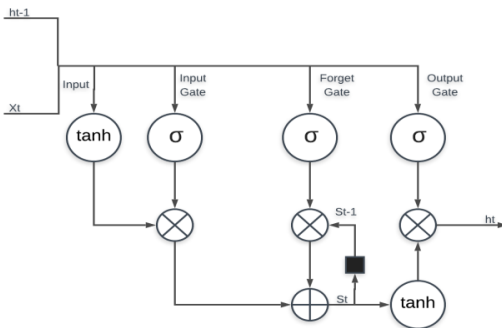 ht-1
Xt
Input
Input
Gate
Forget
Gate
Output
Gate
tanh
σ
σ
σ
St-1
ht
St
tanh